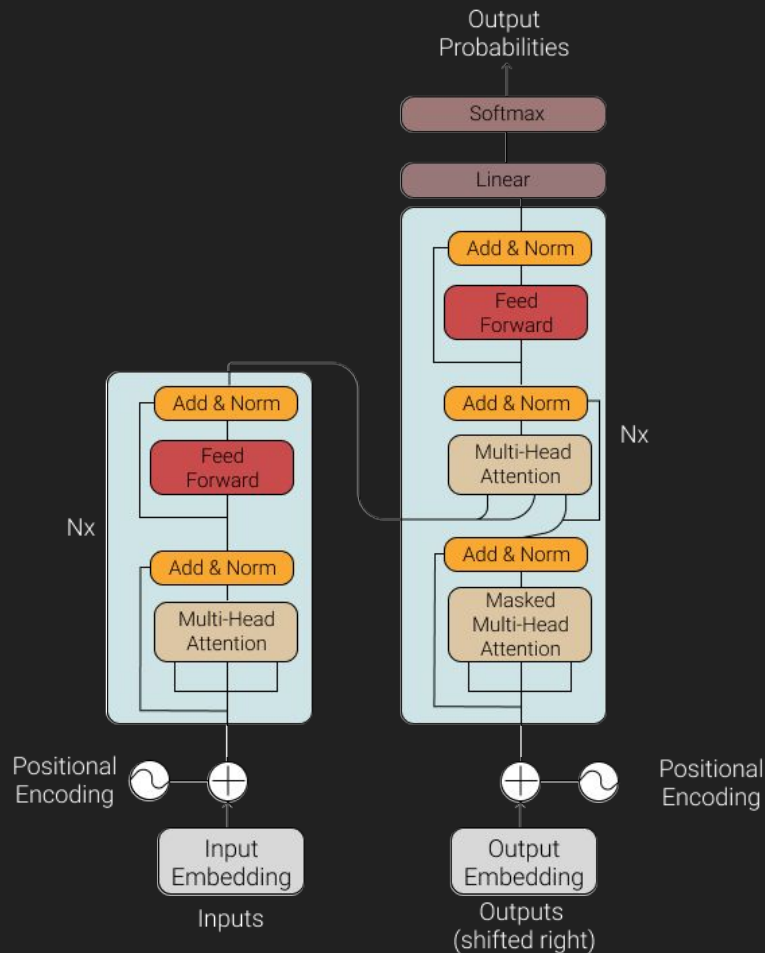 Output
Probabilities
Softmax
Linear
Add & Norm
Feed
Forward
Add & Norm
Multi-Head
Attention
Nx
Add & Norm
Masked
Multi-Head
Attention
Add & Norm
Feed
Forward
Nx
Add & Norm
Multi-Head
Attention
Positional
Encoding
Positional
Encoding
Input
Embedding
Inputs
Output
Embedding
Outputs
(shifted right)